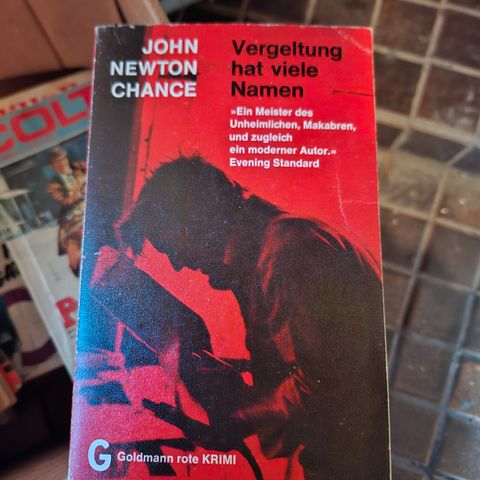 JOHN
NEWTON
CHANCE
Vergeltung
hat viele
Namen
»Ein Meister des
Unheimlichen, Makabren,
und zugleich
ein moderner Autor.«
Evening Standard
G Goldmann rote KRIMI
COLT